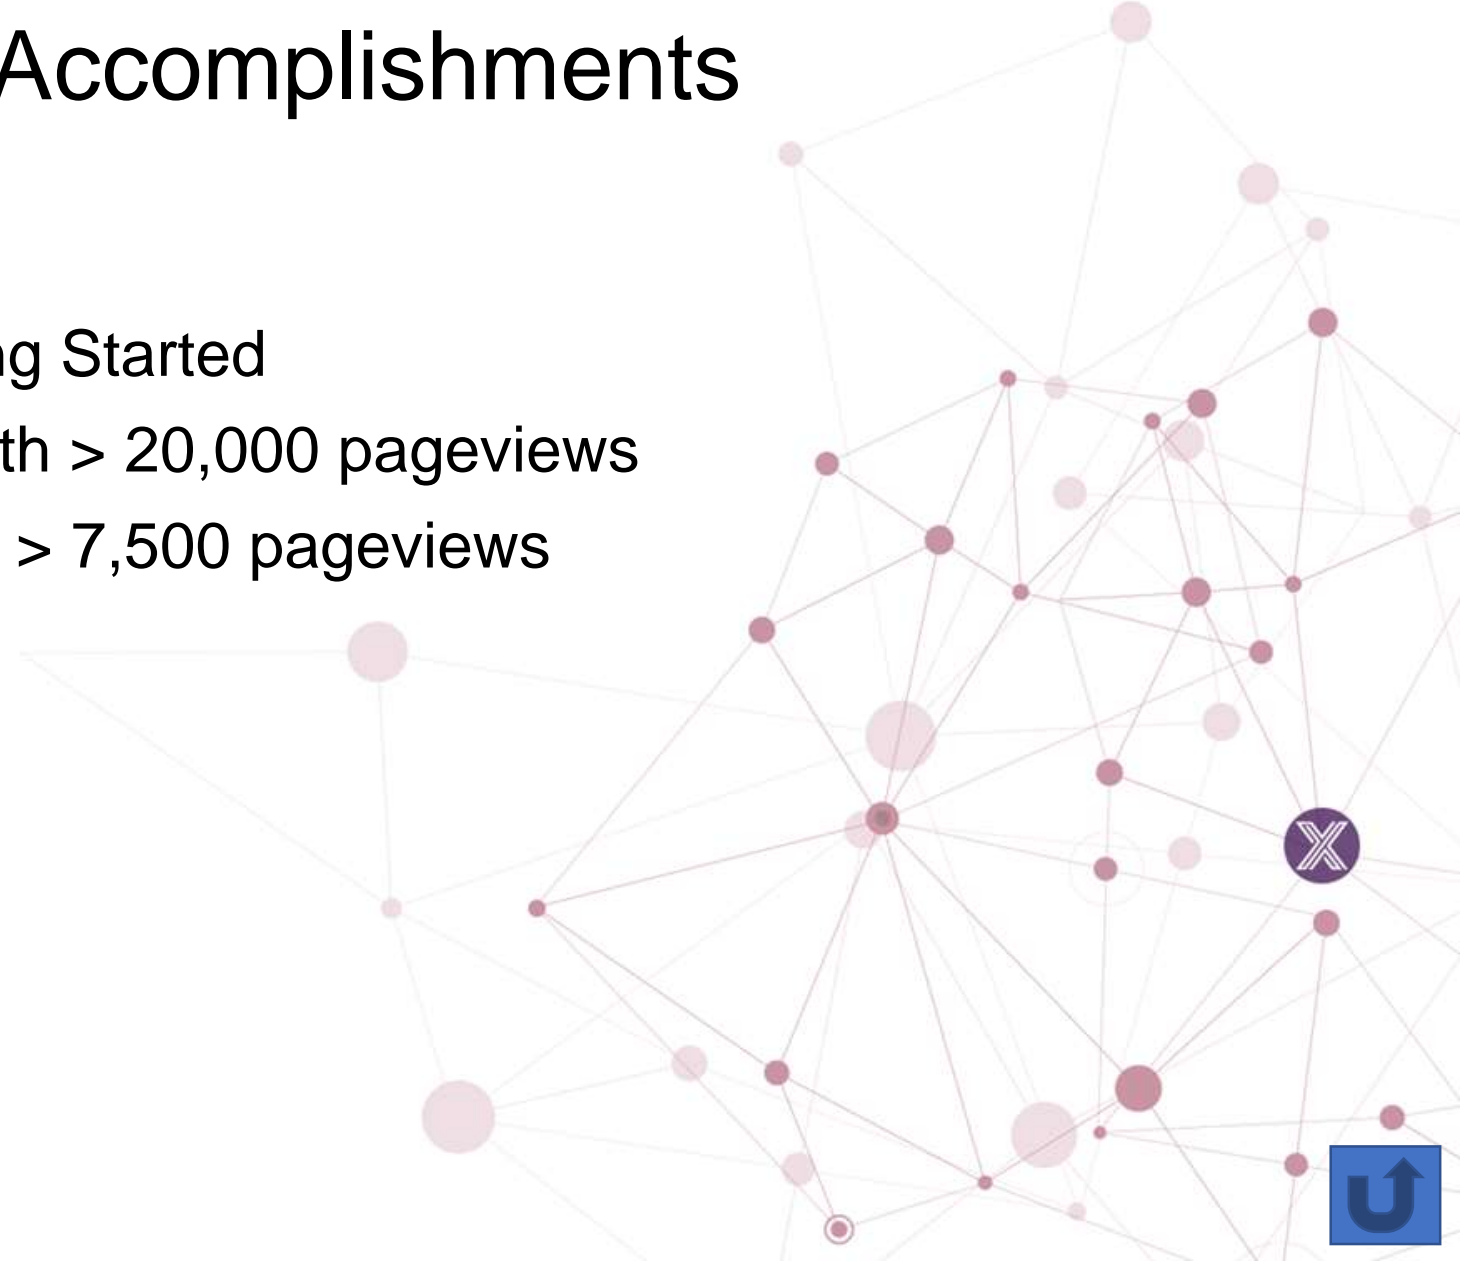 Accomplishments
ng Started
th > 20,000 pageviews
> 7,500 pageviews
X